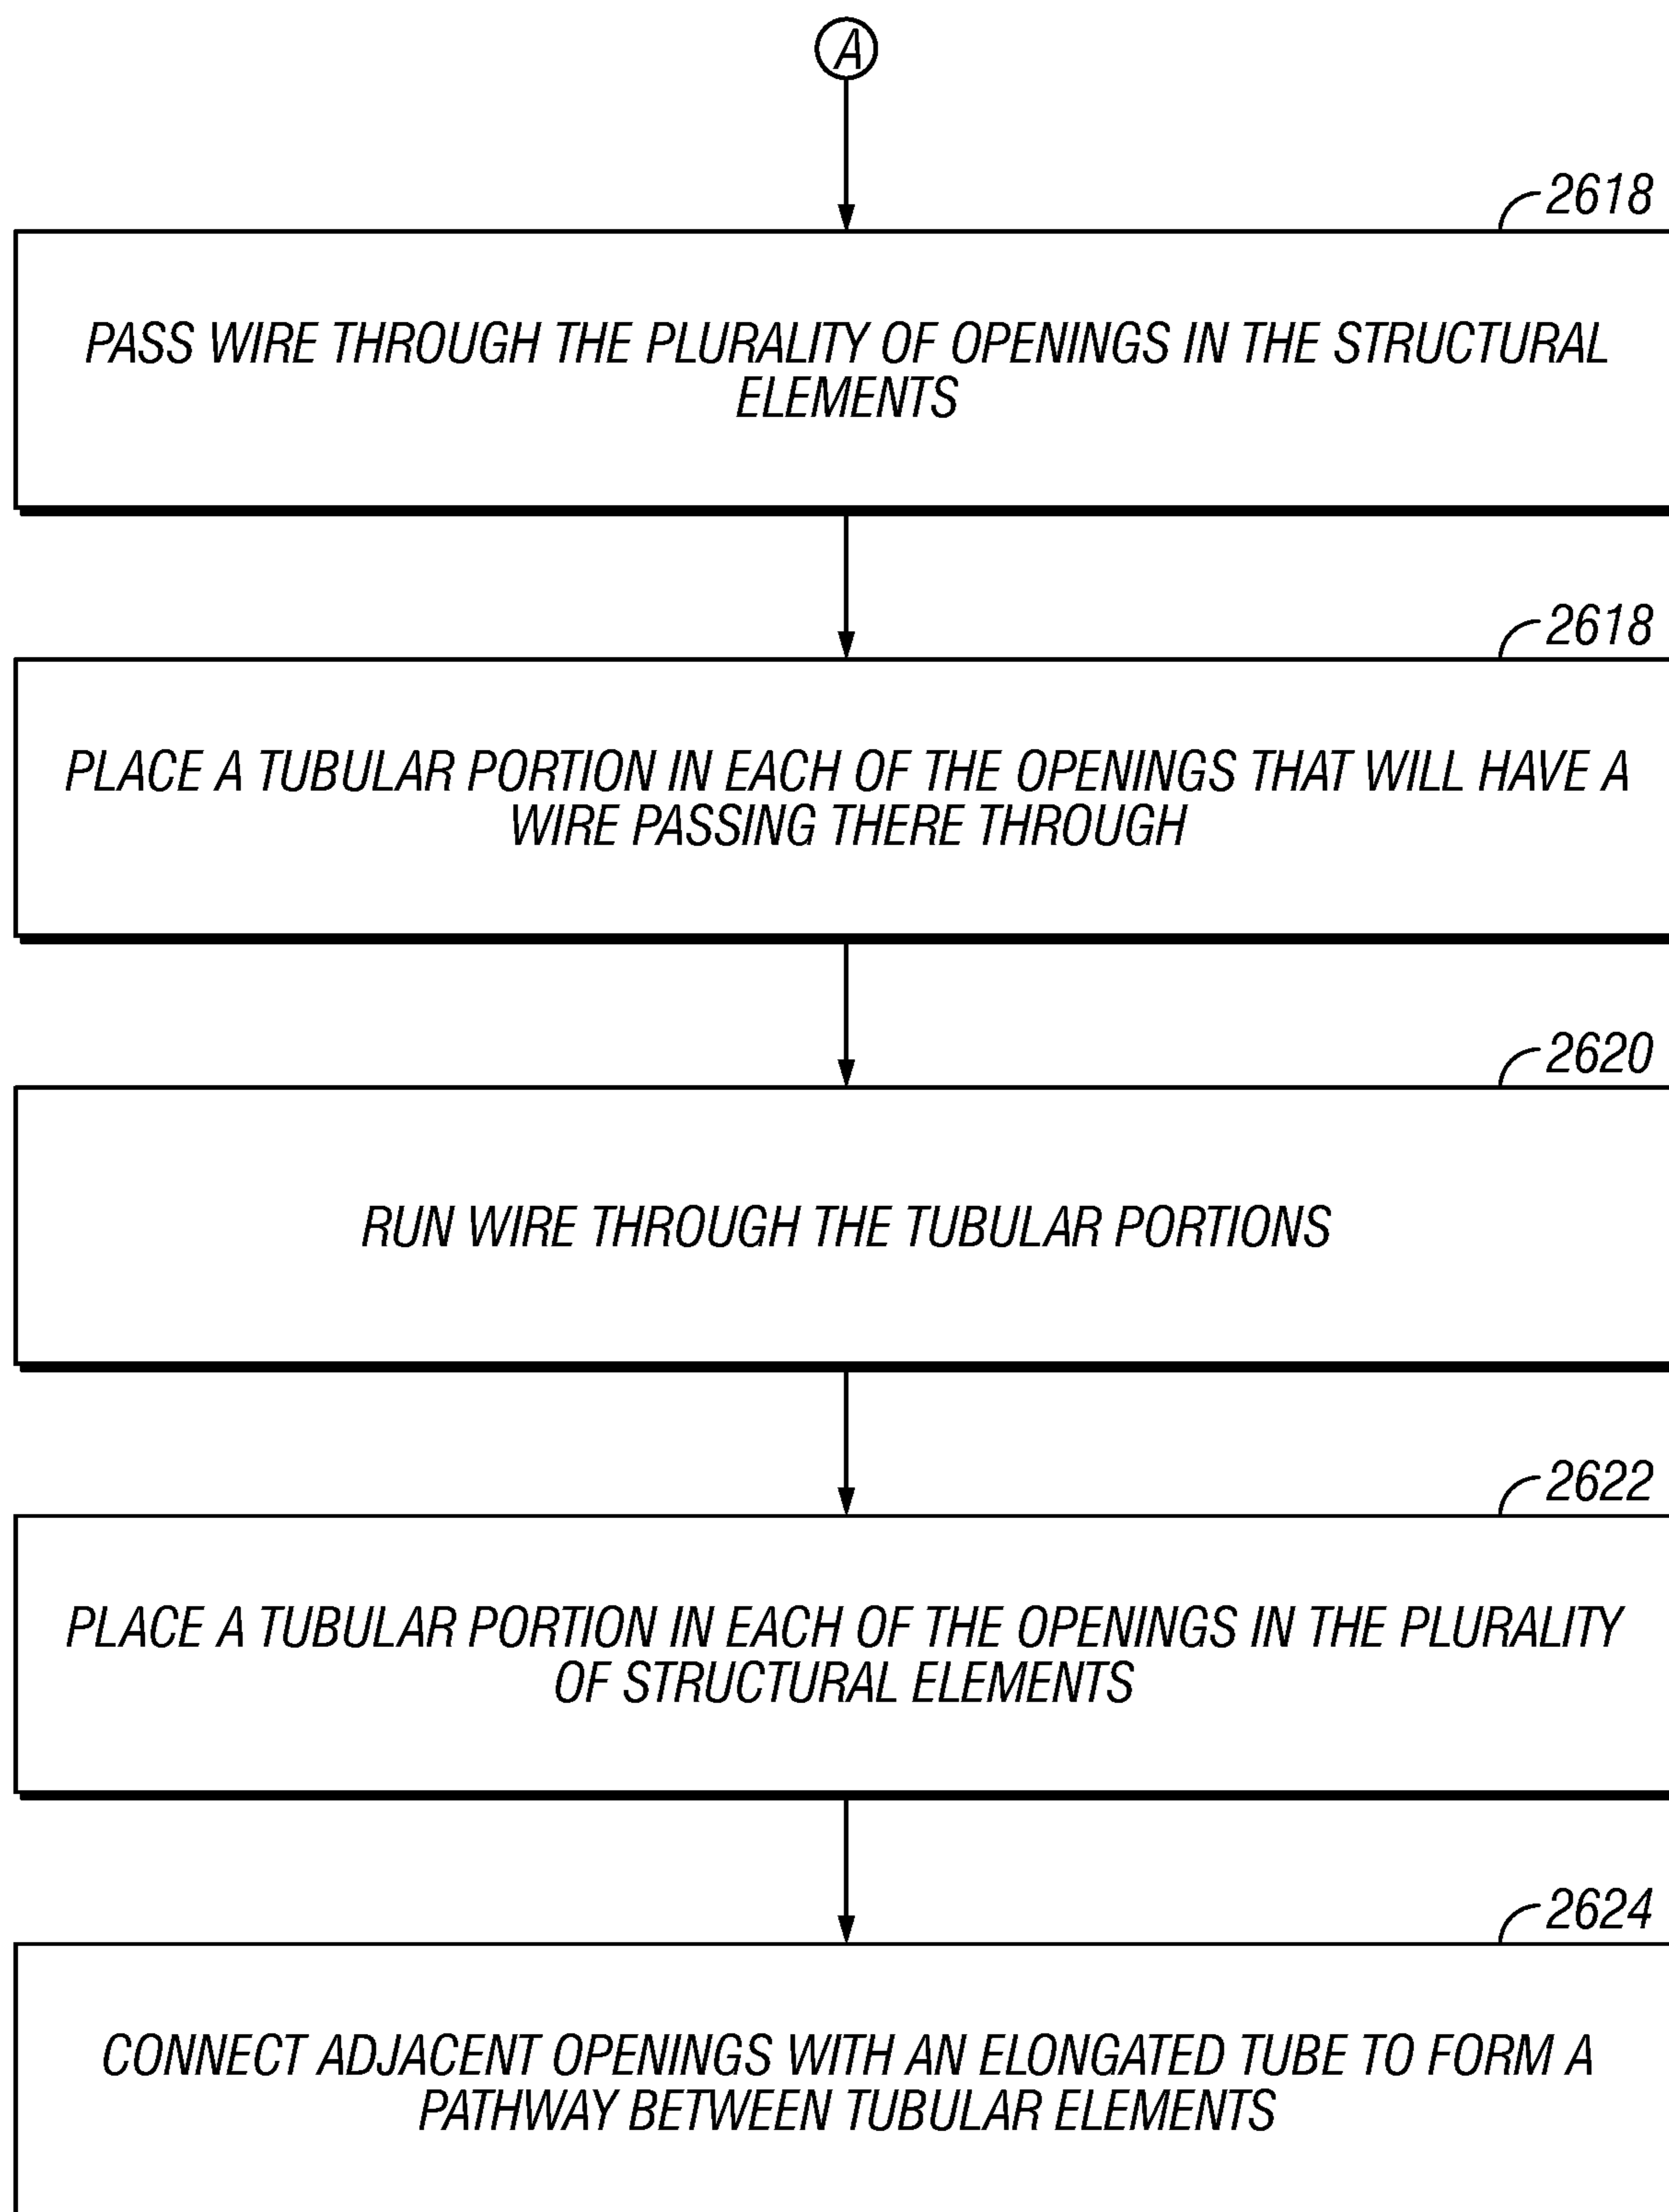 A
2618
PASS WIRE THROUGH THE PLURALITY OF OPENINGS IN THE STRUCTURAL
ELEMENTS
2618
PLACE A TUBULAR PORTION IN EACH OF THE OPENINGS THAT WILL HAVE A
WIRE PASSING THERE THROUGH
2620
RUN WIRE THROUGH THE TUBULAR PORTIONS
2622
PLACE A TUBULAR PORTION IN EACH OF THE OPENINGS IN THE PLURALITY
OF STRUCTURAL ELEMENTS
2624
CONNECT ADJACENT OPENINGS WITH AN ELONGATED TUBE TO FORM A
PATHWAY BETWEEN TUBULAR ELEMENTS